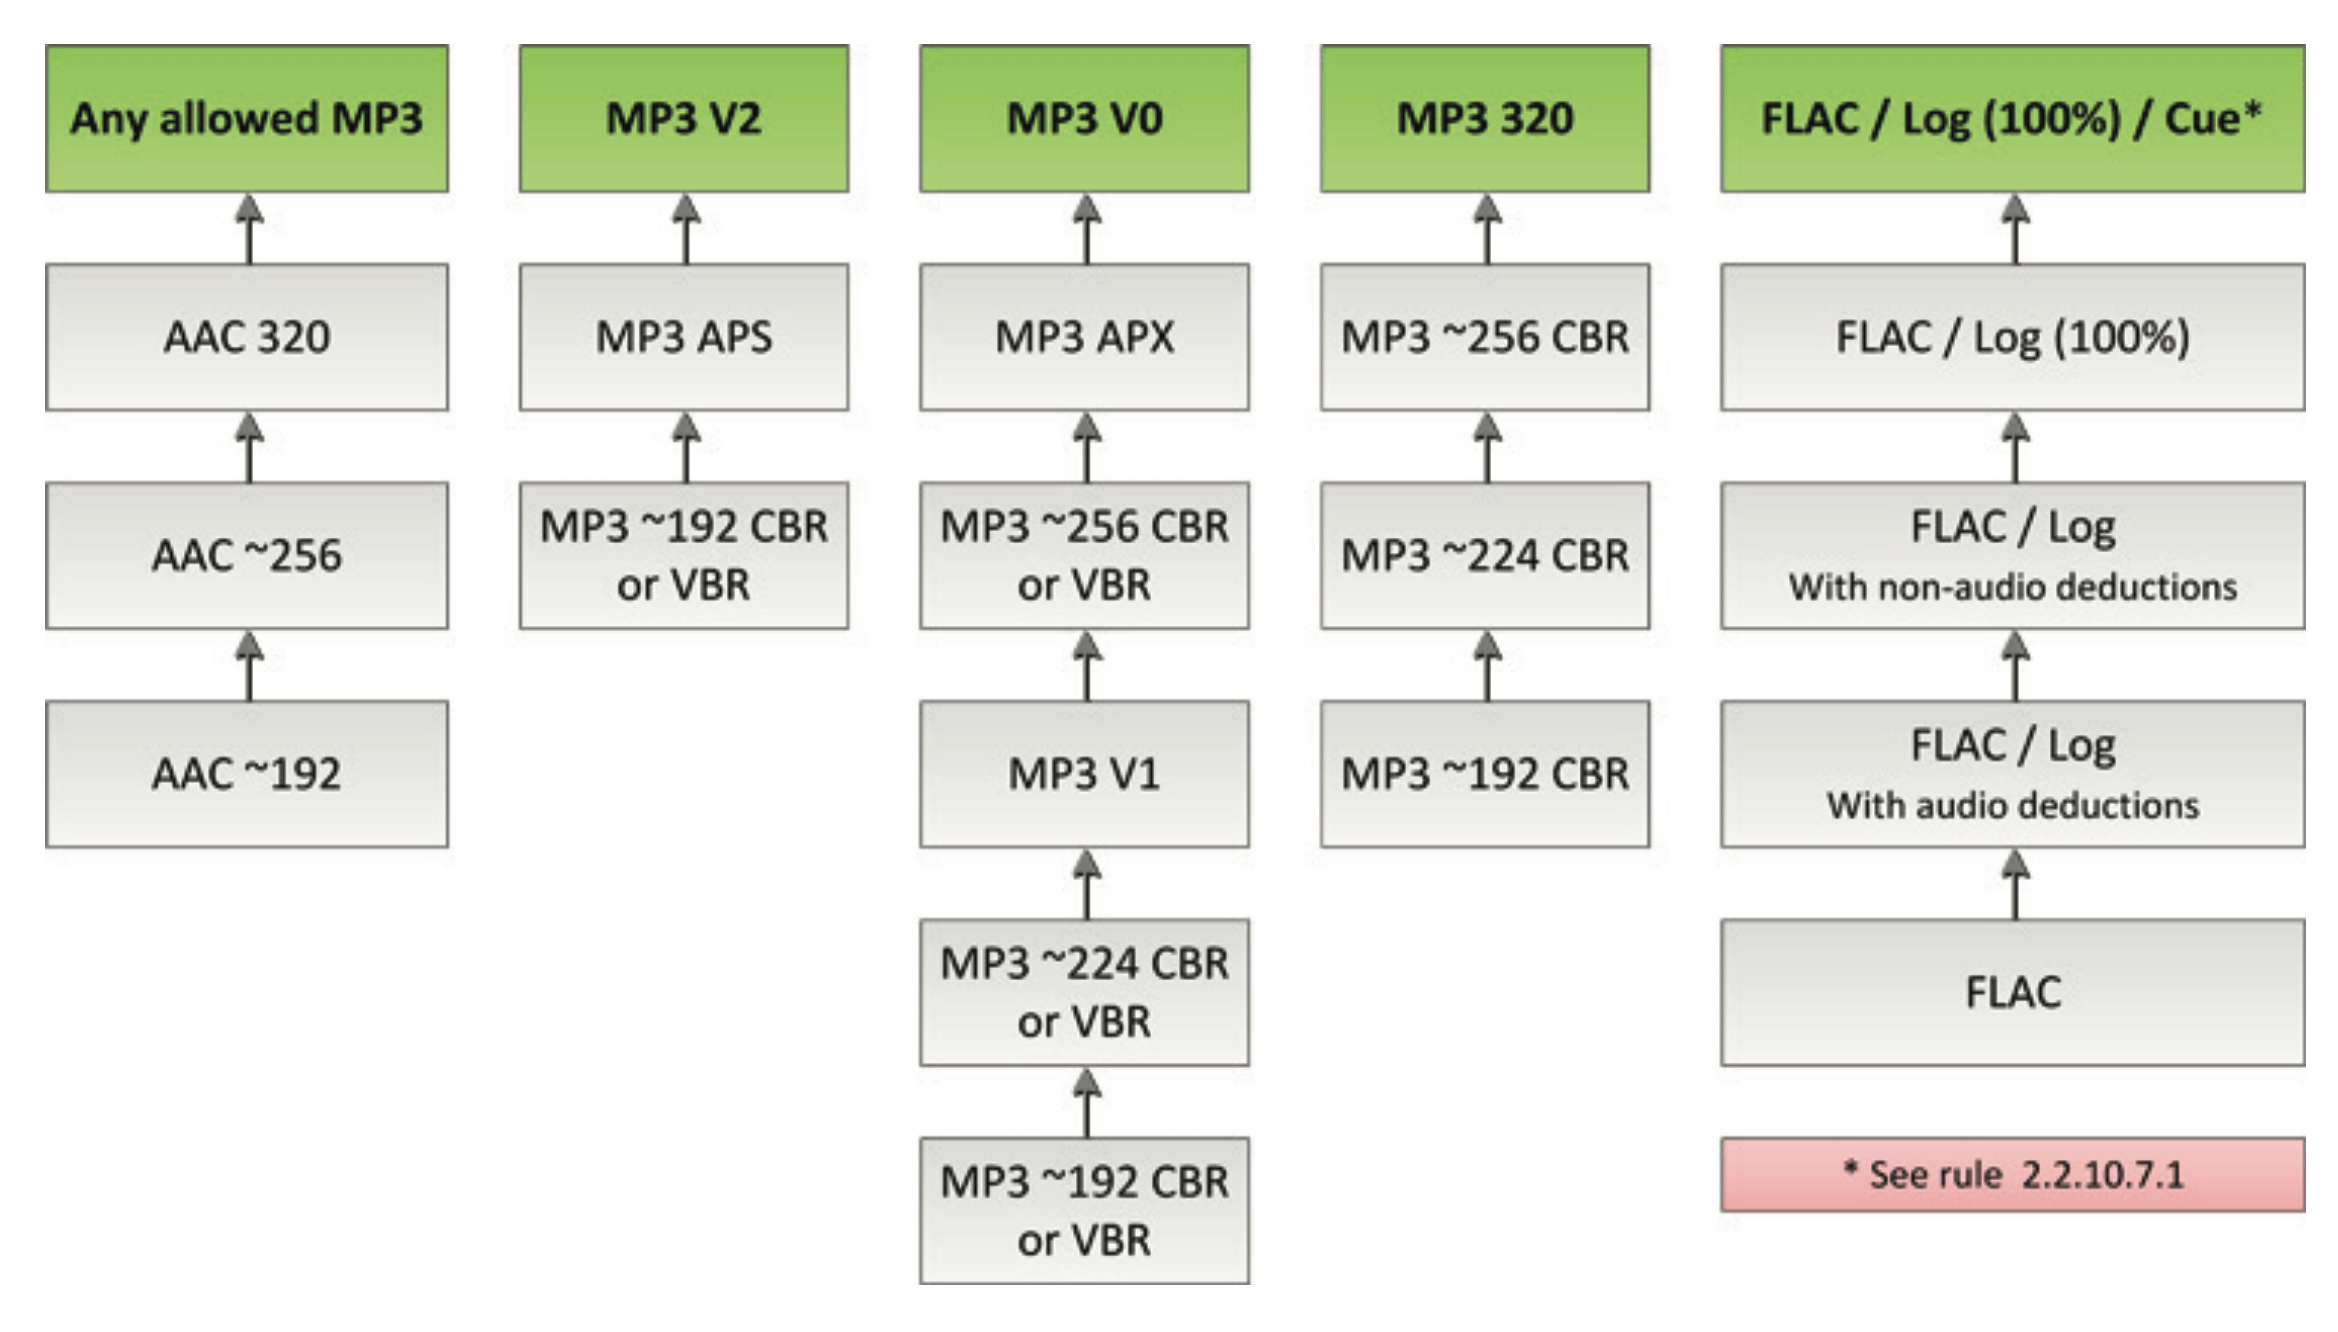 Any allowed MP3
AAC 320
AAC ~256
AAC ~192
MP3 V2
MP3 APS
MP3 ~192 CBR
or VBR
MP3 V0
MP3 APX
MP3 ~256 CBR
or VBR
MP3 V1
MP3 ~224 CBR
or VBR
MP3 ~192 CBR
or VBR
MP3 320
MP3 ~256 CBR
MP3 ~224 CBR
MP3 ~192 CBR
FLAC / Log (100%) / Cue*
FLAC / Log (100%)
FLAC / Log
With non-audio deductions
FLAC / Log
With audio deductions
FLAC
* See rule 2.2.10.7.1